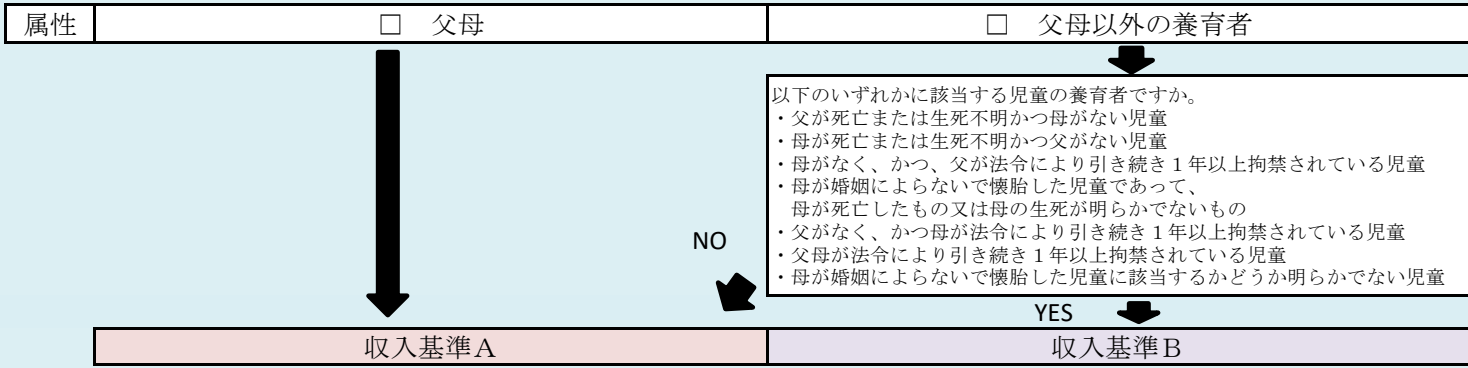 属性
□ 父母
□ 父母以外の養育者
以下のいずれかに該当する児童の養育者ですか。
・父が死亡または生死不明かつ母がない児童
・母が死亡または生死不明かつ父がない児童
・母がなく、かつ、父が法令により引き続き１年以上拘禁されている児童
・母が婚姻によらないで懐胎した児童であって、
母が死亡したもの又は母の生死が明らかでないもの
・父がなく、かつ母が法令により引き続き１年以上拘禁されている児童
・父母が法令により引き続き１年以上拘禁されている児童
・母が婚姻によらないで懐胎した児童に該当するかどうか明らかでない児童
NO
YES
収入基準Ａ
収入基準Ｂ